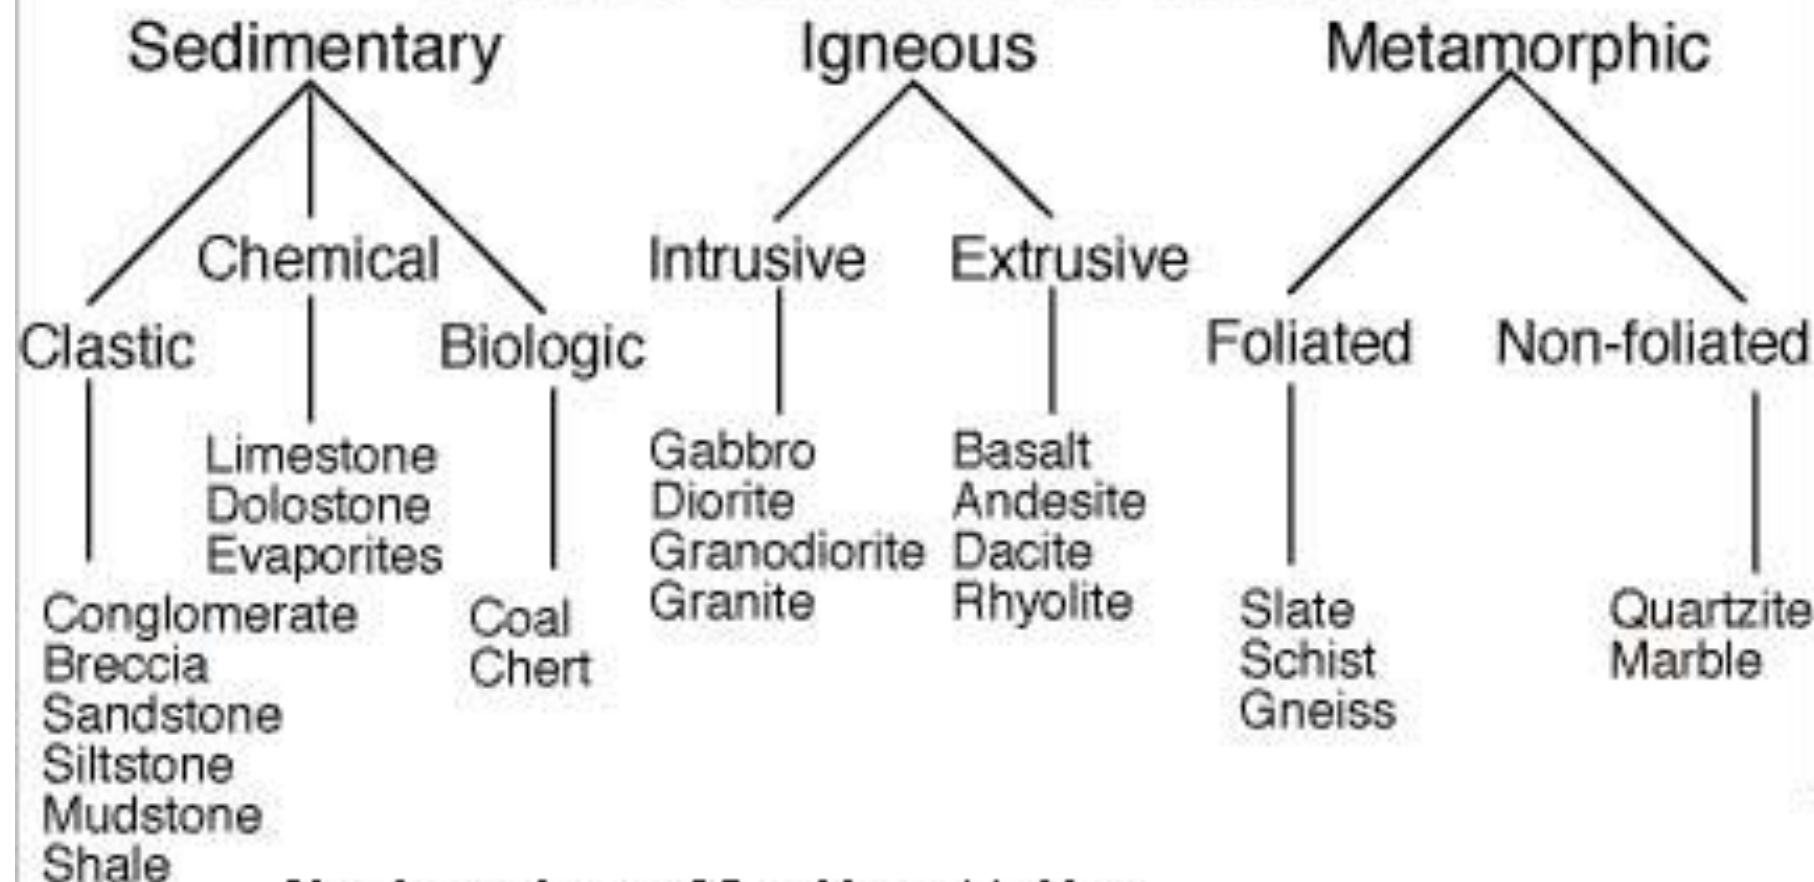 Sedimentary
Igneous
Metamorphic
Chemical
Intrusive
Extrusive
Clastic
Biologic
Foliated
Non-foliated
Limestone
Dolostone
Evaporites
Gabbro
Diorite
Granodiorite
Granite
Basalt
Andesite
Dacite
Rhyolite
Conglomerate
Breccia
Sandstone
Siltstone
Mudstone
Shale
Coal
Chert
Slate
Schist
Gneiss
Quartzite
Marble